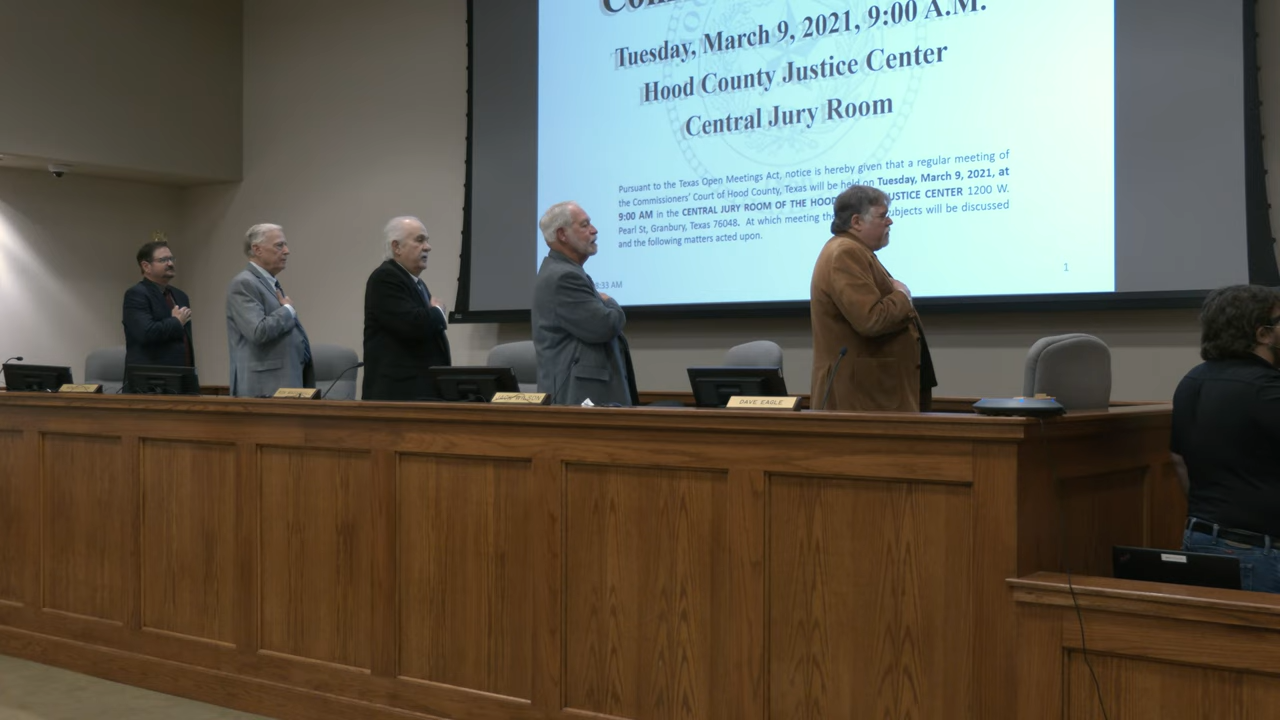 Tuesday, March 9, 2021, 9:00 A.M.
Hood County Justice Center
Central Jury Room
Pursuant to the Texas Open Meetings Act, notice is hereby given that a regular meeting of
the Commissioners' Court of Hood County, Texas will be held on Tuesday, March 9, 2021, at
9:00 AM in the CENTRAL JURY ROOM OF THE HOOD JUSTICE CENTER 1200 W.
Pearl St, Granbury, Texas 76048. At which meeting the subjects will be discussed
and the following matters acted upon.
:33 AM
1
DAVE EAGLE